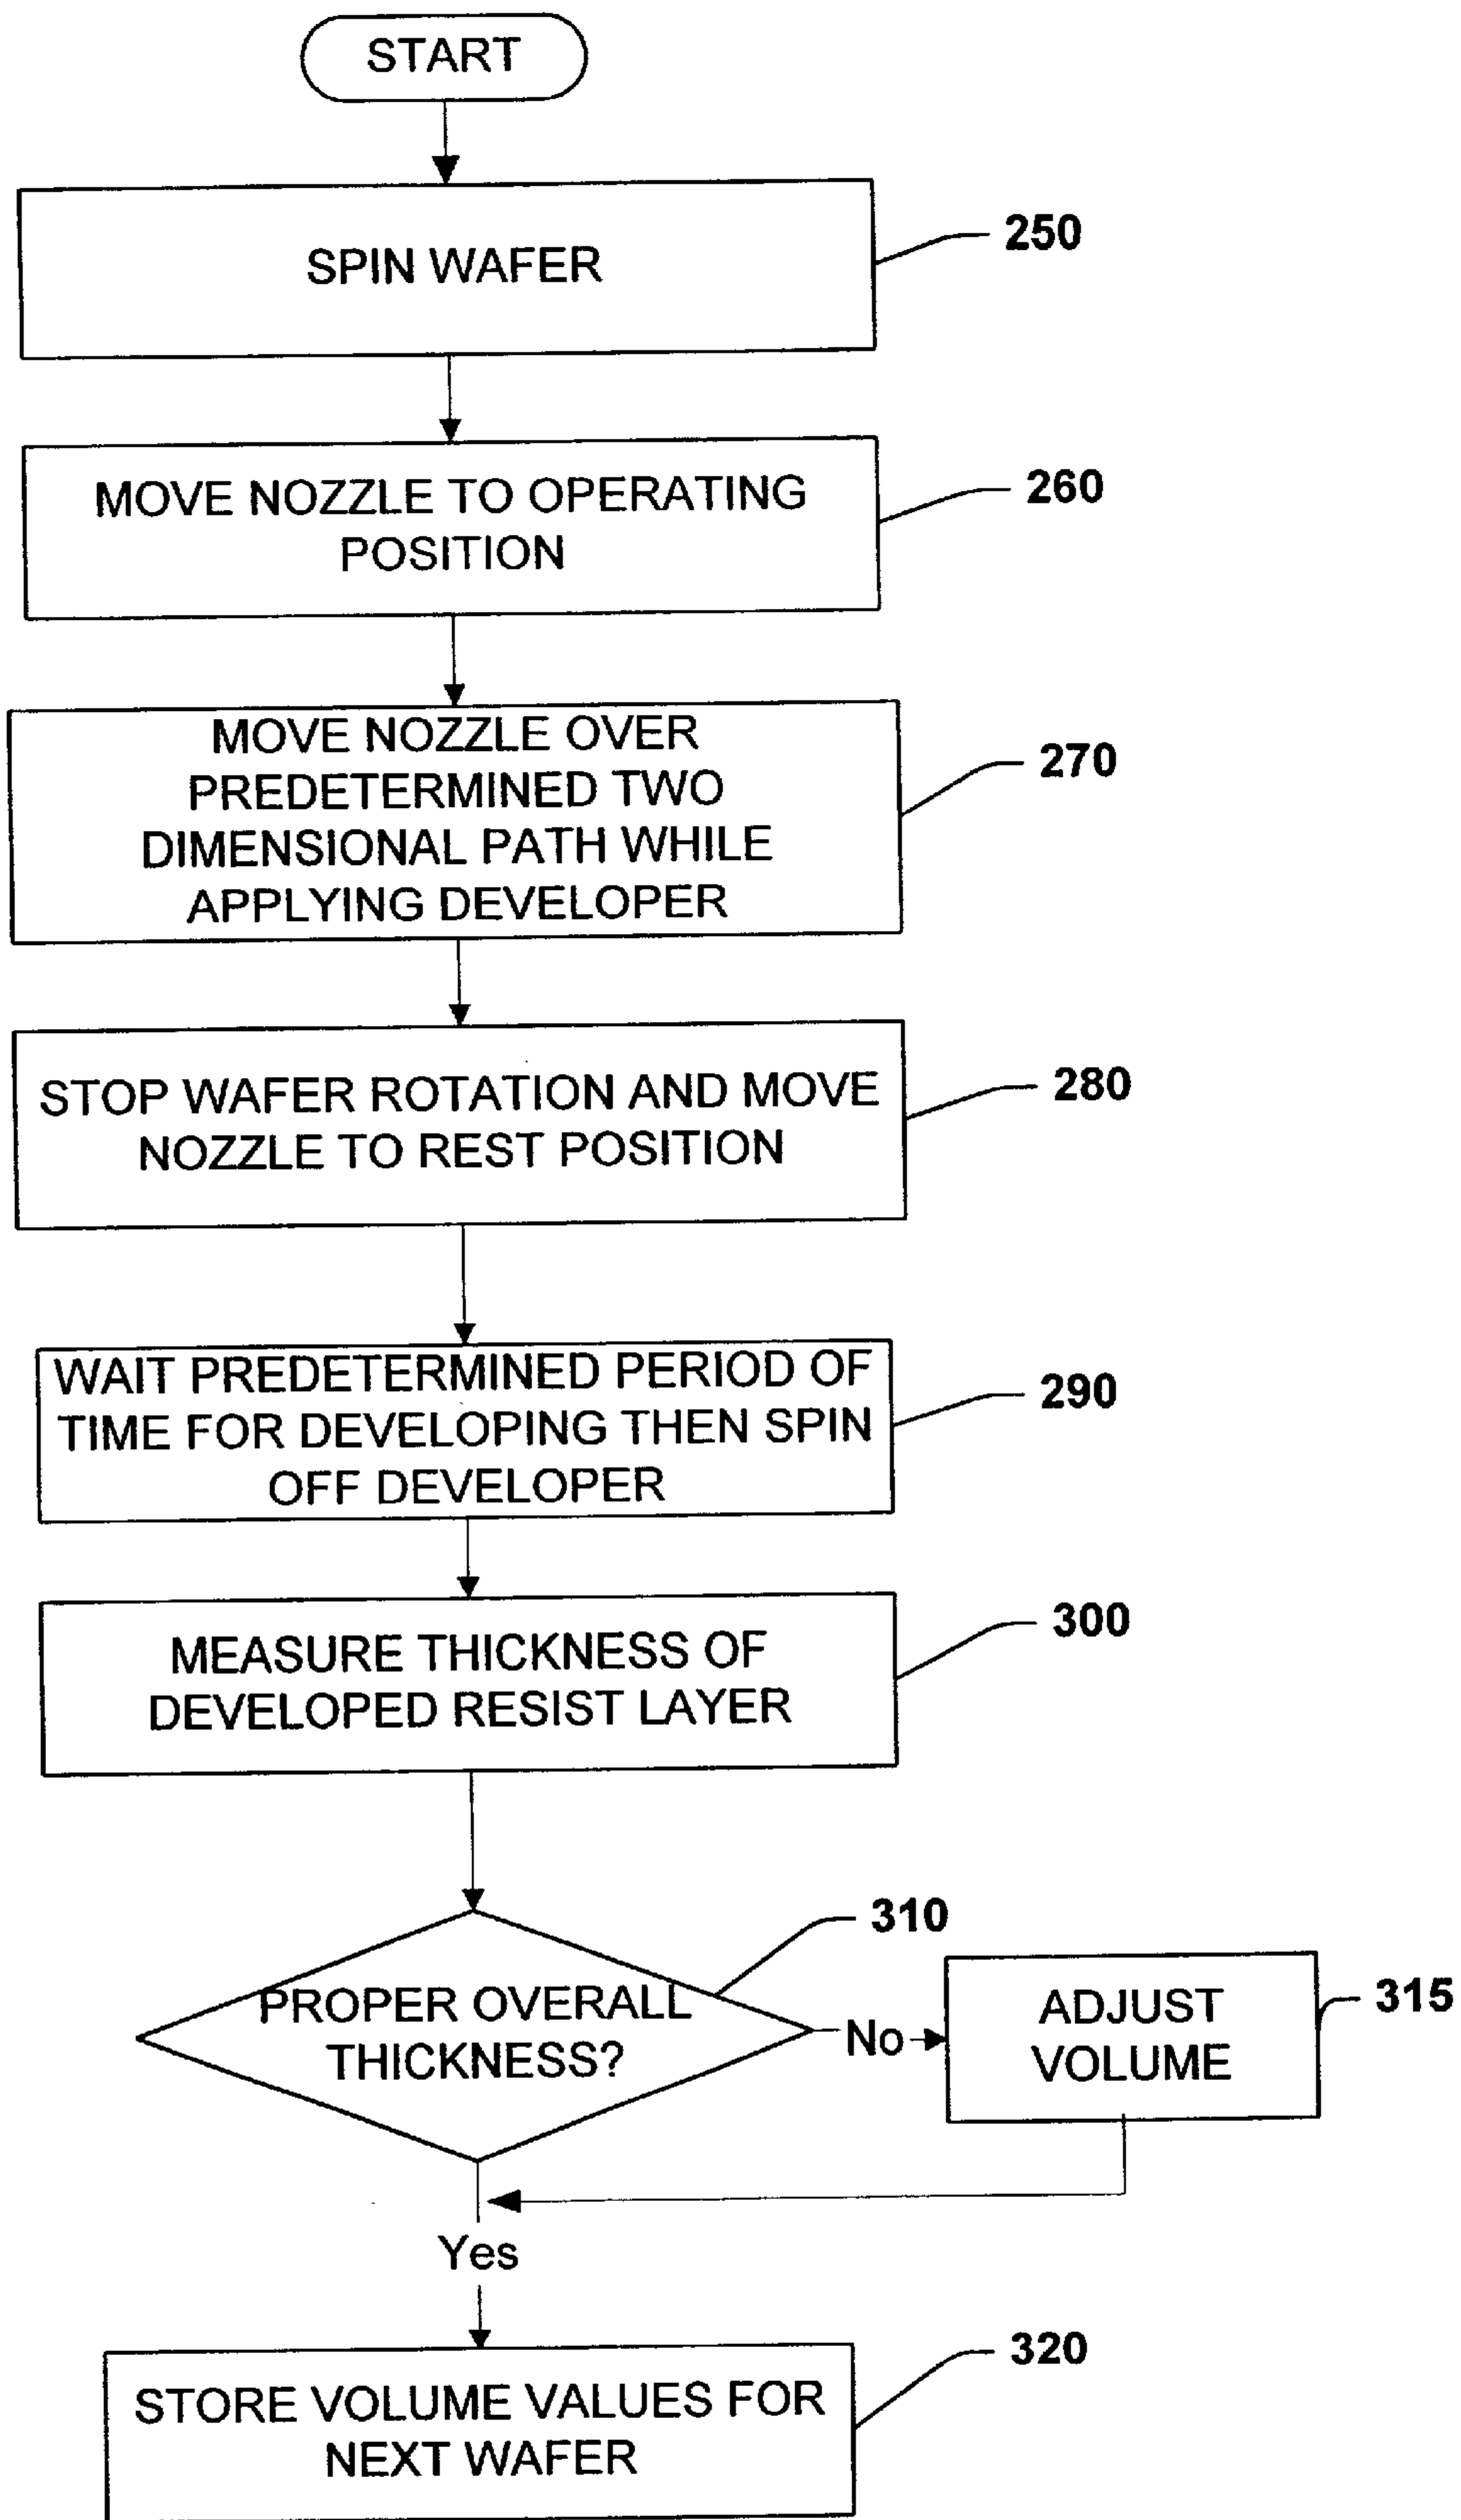 START
SPIN WAFER
250
MOVE NOZZLE TO OPERATING
POSITION
260
MOVE NOZZLE OVER
PREDETERMINED TWO
DIMENSIONAL PATH WHILE
APPLYING DEVELOPER
270
STOP WAFER ROTATION AND MOVE
NOZZLE TO REST POSITION
280
WAIT PREDETERMINED PERIOD OF
TIME FOR DEVELOPING THEN SPIN
OFF DEVELOPER
290
MEASURE THICKNESS OF
DEVELOPED RESIST LAYER
300
PROPER OVERALL
THICKNESS?
310
No
ADJUST
VOLUME
315
Yes
STORE VOLUME VALUES FOR
NEXT WAFER
320